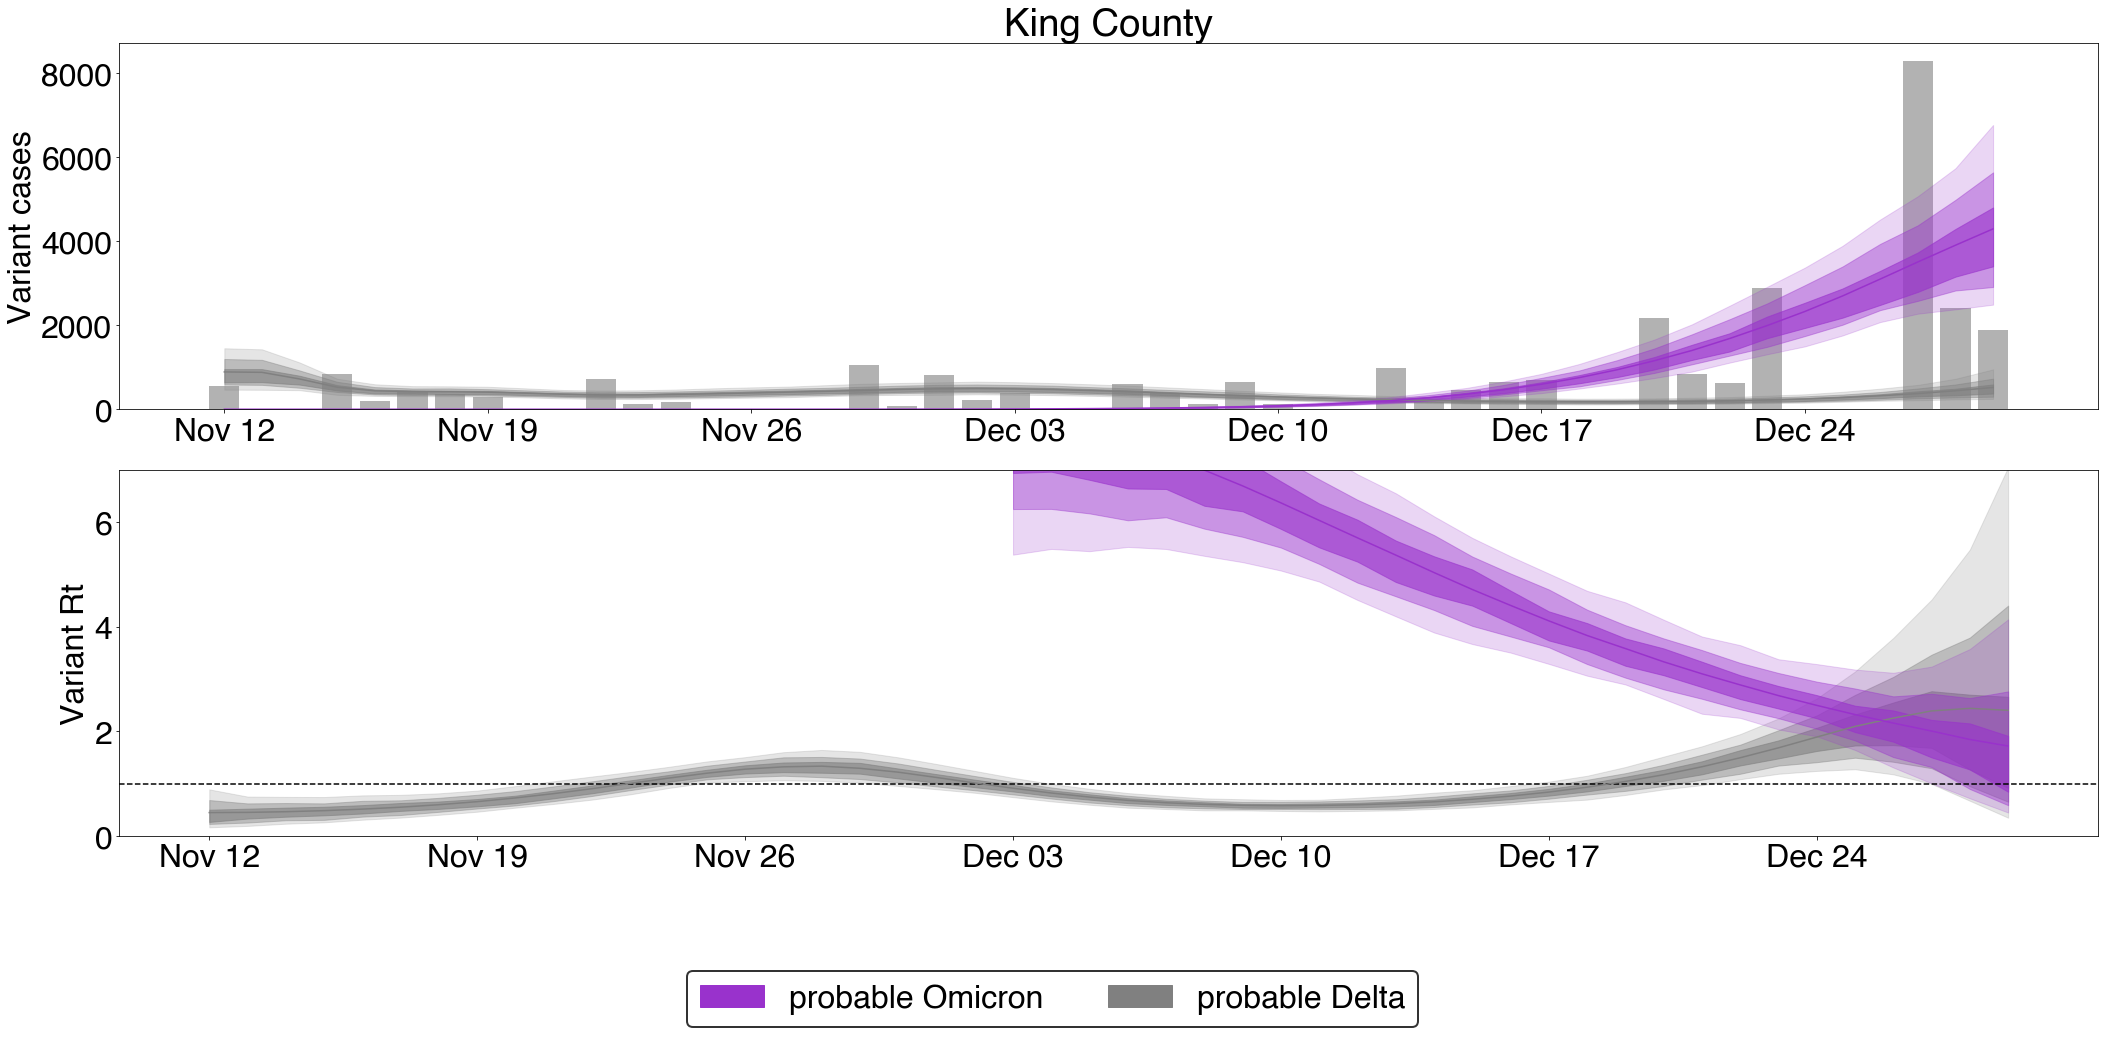 King County
Variant cases
8000
6000
4000
2000
0
Nov 12 Nov 19 Nov 26 Dec 03 Dec 10 Dec 17 Dec 24
Variant Rt
6
4
2
0
Nov 12 Nov 19 Nov 26 Dec 03 Dec 10 Dec 17 Dec 24
probable Omicron probable Delta